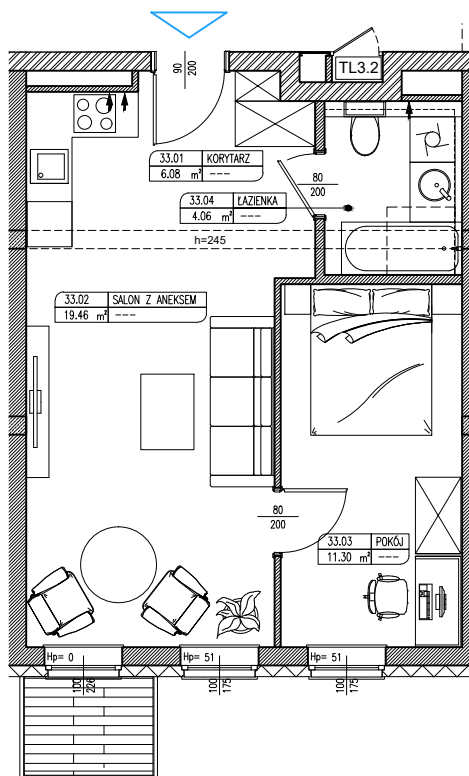 90
200
TL3.2
33.01 KORYTARZ
6.08 m² ---
80
200
33.04 ŁAZIENKA
4.06 m² ---
h=245
33.02 SALON Z ANEKSEM
19.46 m² ---
80
200
33.03 POKÓJ
11.30 m² ---
Hp= 0
Hp= 51
Hp= 51
100
226
100
175
100
175